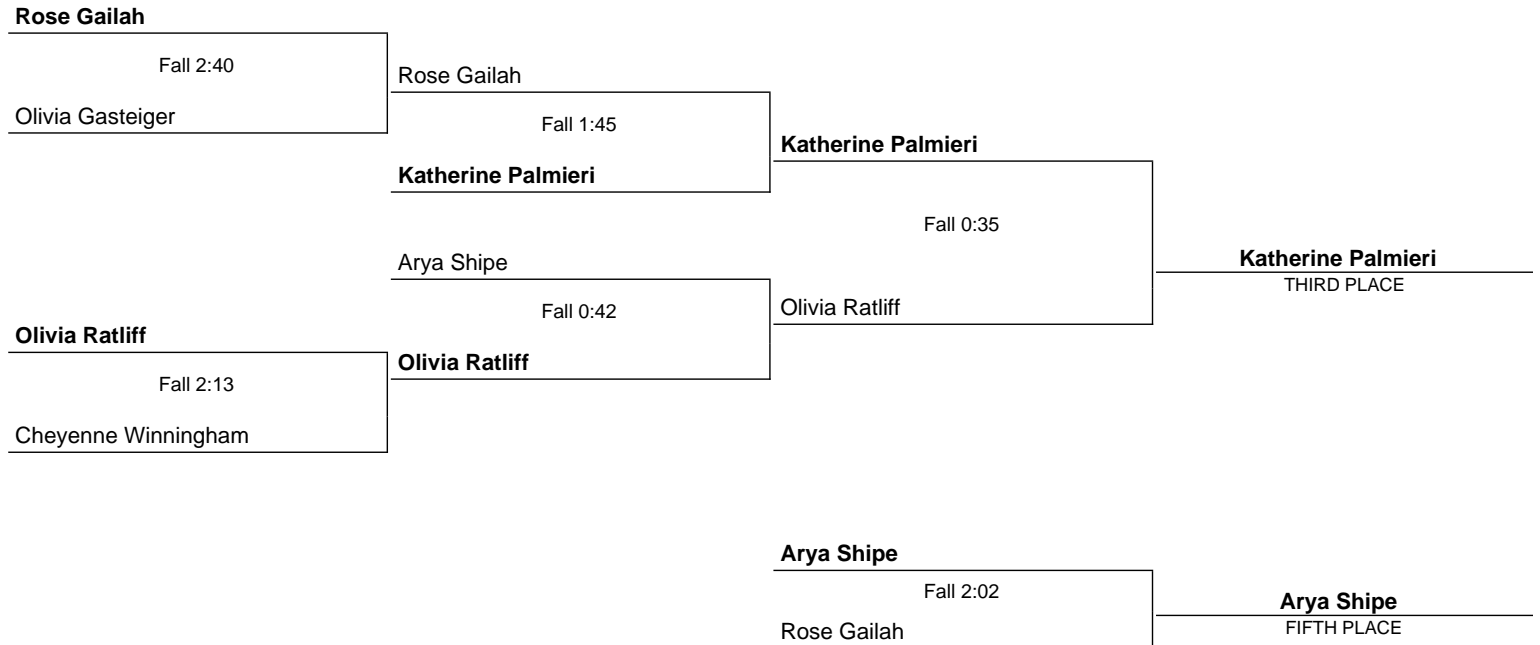 Rose Gailah
Fall 2:40
Olivia Gasteiger
Rose Gailah
Fall 1:45
Katherine Palmieri
Katherine Palmieri
Fall 0:35
Arya Shipe
Fall 0:42
Olivia Ratliff
Olivia Ratliff
Katherine Palmieri
THIRD PLACE
Olivia Ratliff
Fall 2:13
Cheyenne Winningham
Arya Shipe
Fall 2:02
Rose Gailah
Arya Shipe
FIFTH PLACE